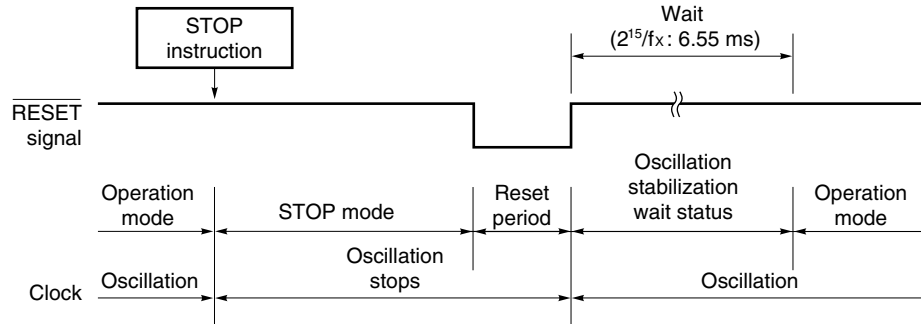 STOP
instruction
Wait
(2¹⁵/fx: 6.55 ms)
RESET
signal
Operation
mode
STOP mode
Reset
period
Oscillation
stabilization
wait status
Operation
mode
Clock
Oscillation
Oscillation
stops
Oscillation